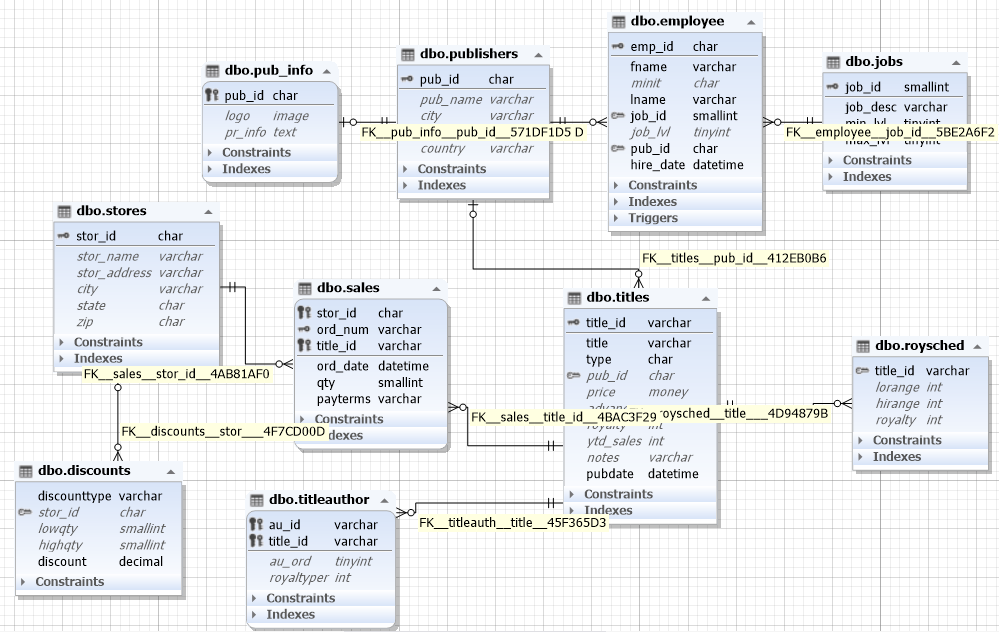 dbo.pub_info
pub_id char
logo image
pr_info text
Constraints
Indexes
dbo.publishers
pub_id char
pub_name varchar
city varchar
country varchar
Constraints
Indexes
dbo.employee
emp_id char
fname varchar
minit char
lname varchar
job_id smallint
job_lvl tinyint
pub_id char
hire_date datetime
Constraints
Indexes
Triggers
dbo.jobs
job_id smallint
job_desc varchar
min_lvl tinyint
max_lvl tinyint
Constraints
Indexes
FK__pub_info__pub_id__571DF1D5 D
FK__employee__job_id__5BE2A6F2
dbo.stores
stor_id char
stor_name varchar
stor_address varchar
city varchar
state char
zip char
Constraints
Indexes
FK__sales__stor_id__4AB81AF0
FK__discounts__stor___4F7CD00D
dbo.sales
stor_id char
ord_num varchar
title_id varchar
ord_date datetime
qty smallint
payterms varchar
Constraints
Indexes
FK__titles__pub_id__412EB0B6
dbo.titles
title_id varchar
title varchar
type char
pub_id char
price money
royalty int
ytd_sales int
notes varchar
pubdate datetime
Constraints
Indexes
FK__sales__title_id__4BAC3F29
roysched__title___4D94879B
dbo.roysched
title_id varchar
lorange int
hirange int
royalty int
Constraints
Indexes
dbo.discounts
discounttype varchar
stor_id char
lowqty smallint
highqty smallint
discount decimal
Constraints
dbo.titleauthor
au_id varchar
title_id varchar
au_ord tinyint
royaltyper int
Constraints
Indexes
FK__titleauth__title__45F365D3